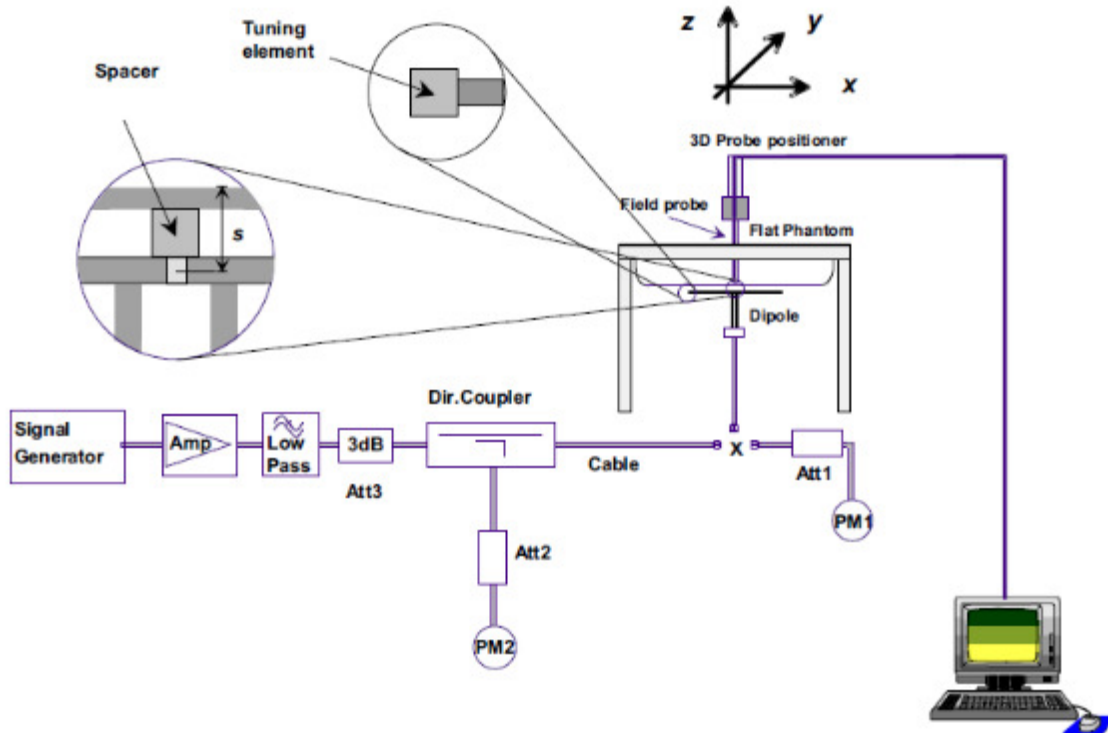 Tuning
element
Spacer
s
z
y
x
3D Probe positioner
Field probe
Flat Phantom
Dipole
Dir.Coupler
Signal
Generator
Amp
Low
Pass
3dB
Att3
Cable
X
Att1
PM1
Att2
PM2